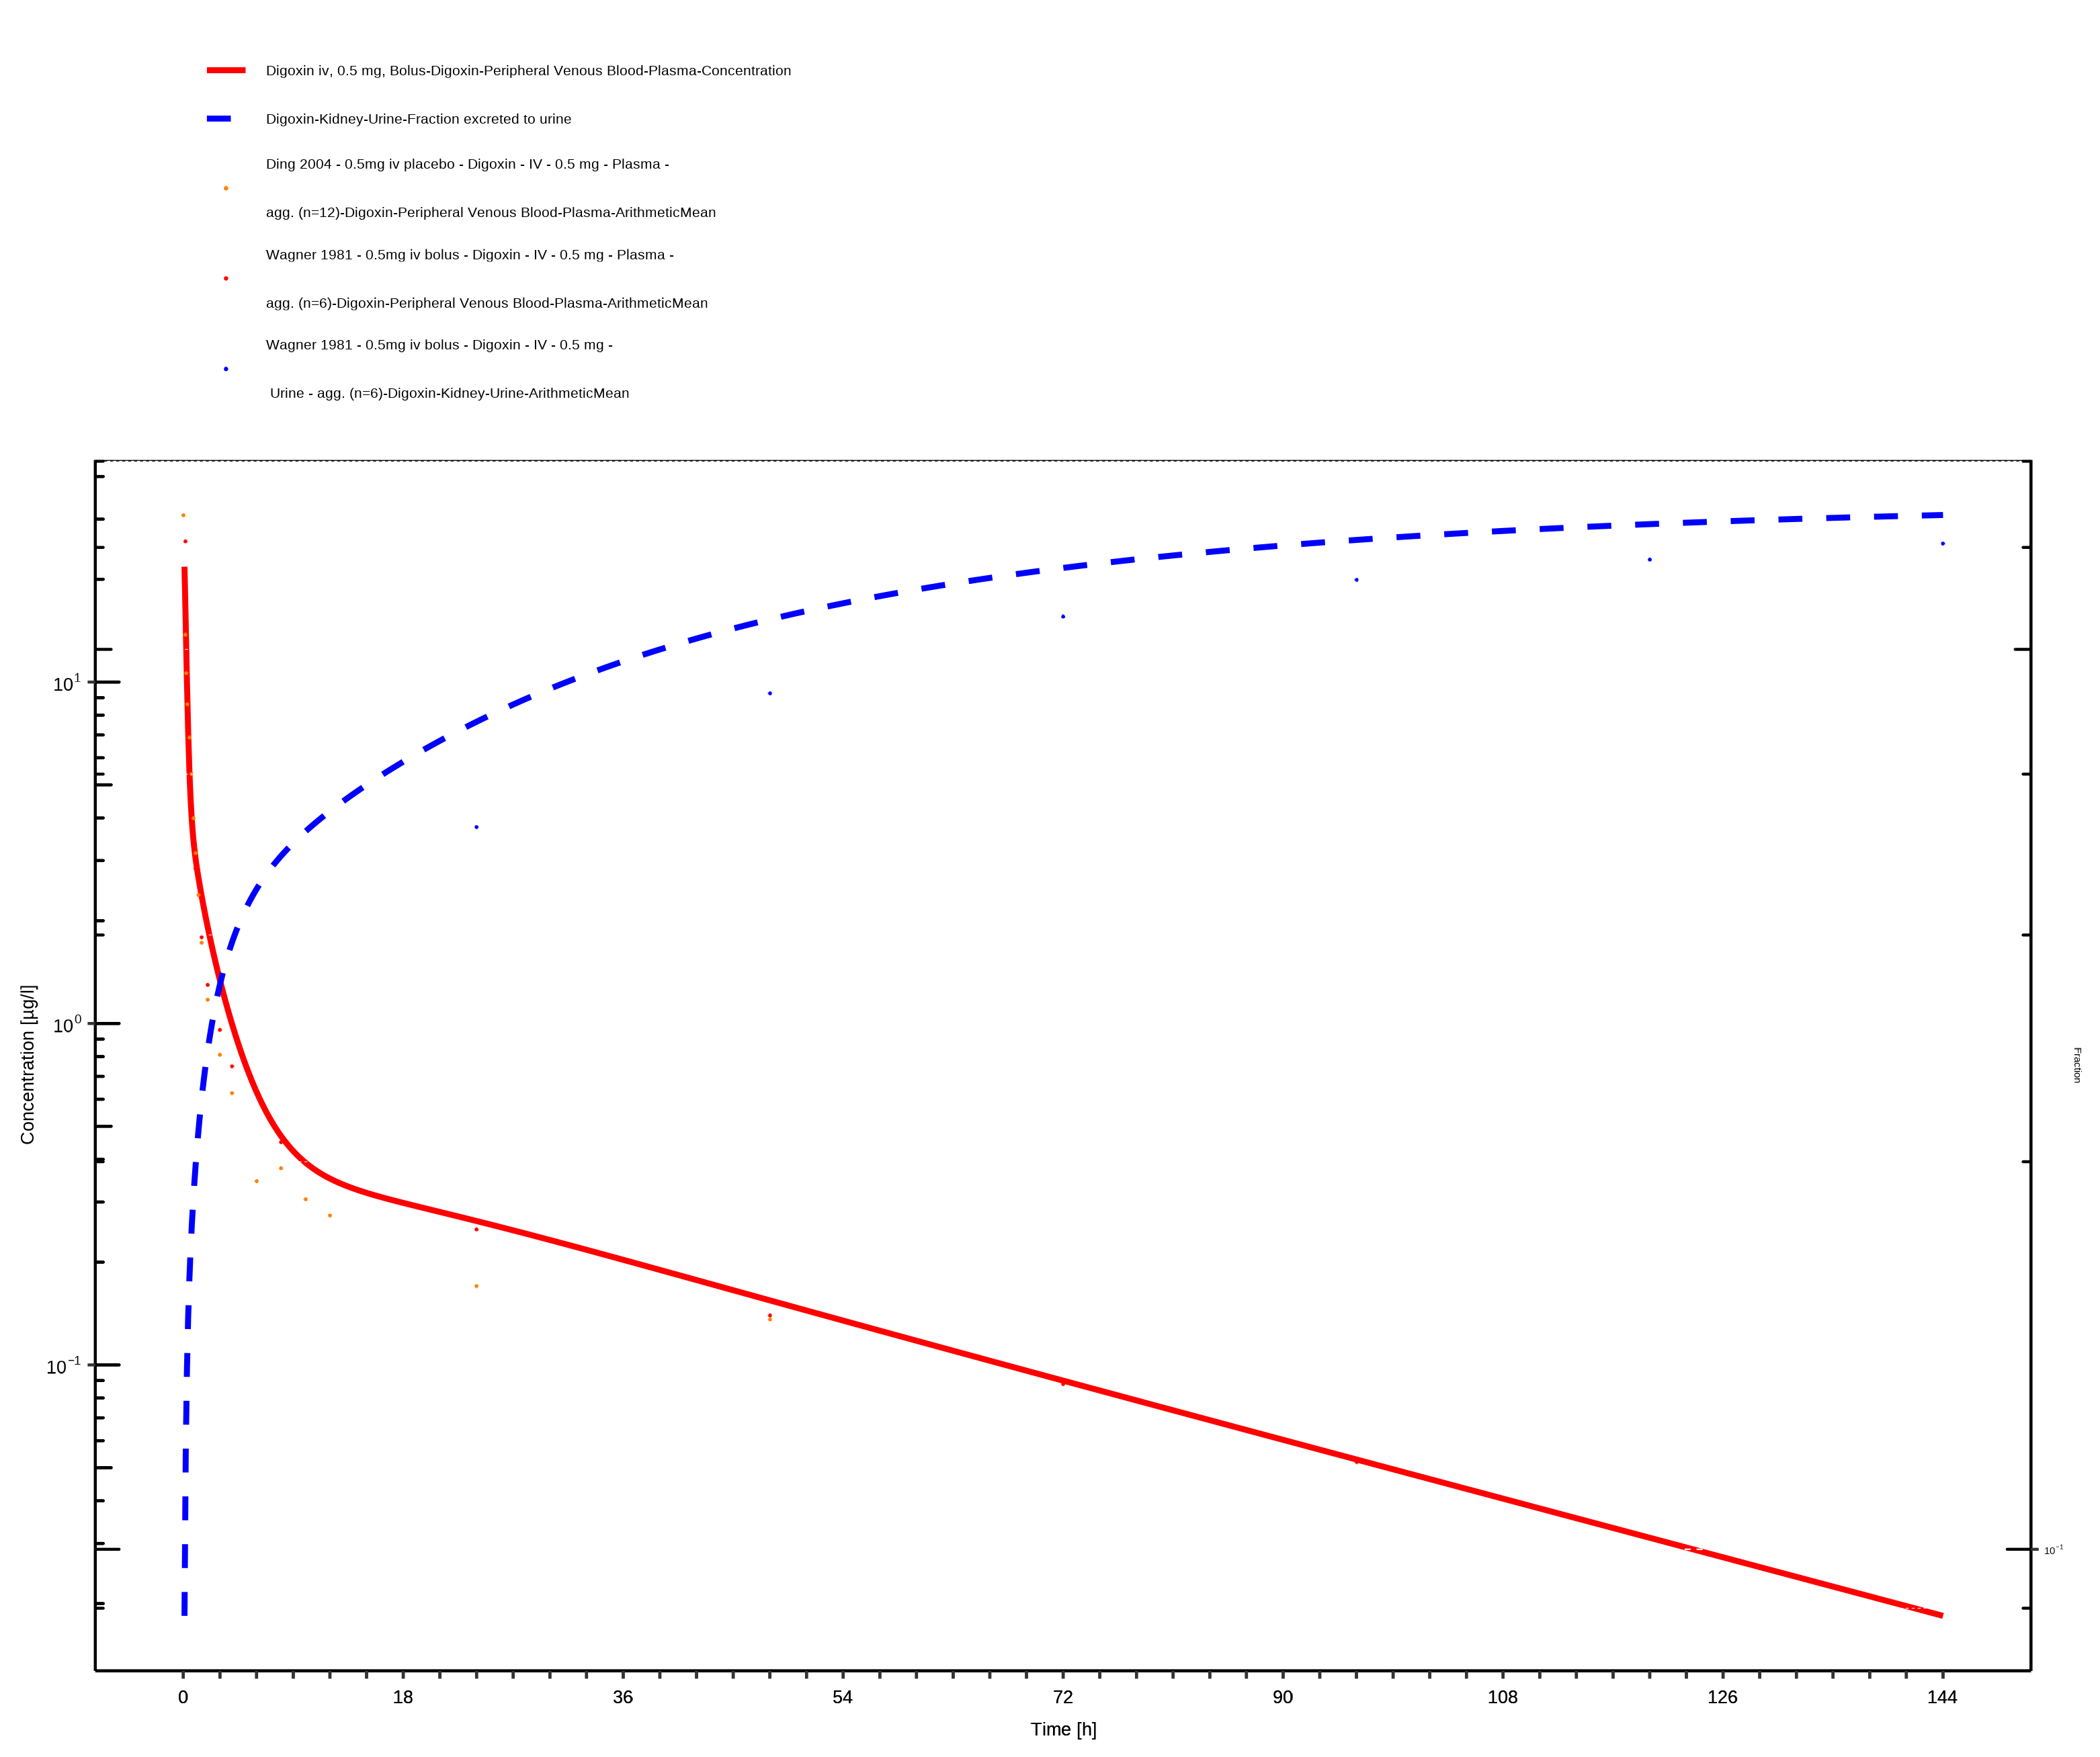 Digoxin iv, 0.5 mg, Bolus-Digoxin-Peripheral Venous Blood-Plasma-Concentration
Digoxin-Kidney-Urine-Fraction excreted to urine
Ding 2004 - 0.5mg iv placebo - Digoxin - IV - 0.5 mg - Plasma -
agg. (n=12)-Digoxin-Peripheral Venous Blood-Plasma-ArithmeticMean
Wagner 1981 - 0.5mg iv bolus - Digoxin - IV - 0.5 mg - Plasma -
agg. (n=6)-Digoxin-Peripheral Venous Blood-Plasma-ArithmeticMean
Wagner 1981 - 0.5mg iv bolus - Digoxin - IV - 0.5 mg -
Urine - agg. (n=6)-Digoxin-Kidney-Urine-ArithmeticMean
10¹
10⁰
10⁻¹
Concentration [µg/l]
10⁻¹
Fraction
0 18 36 54 72 90 108 126 144
Time [h]